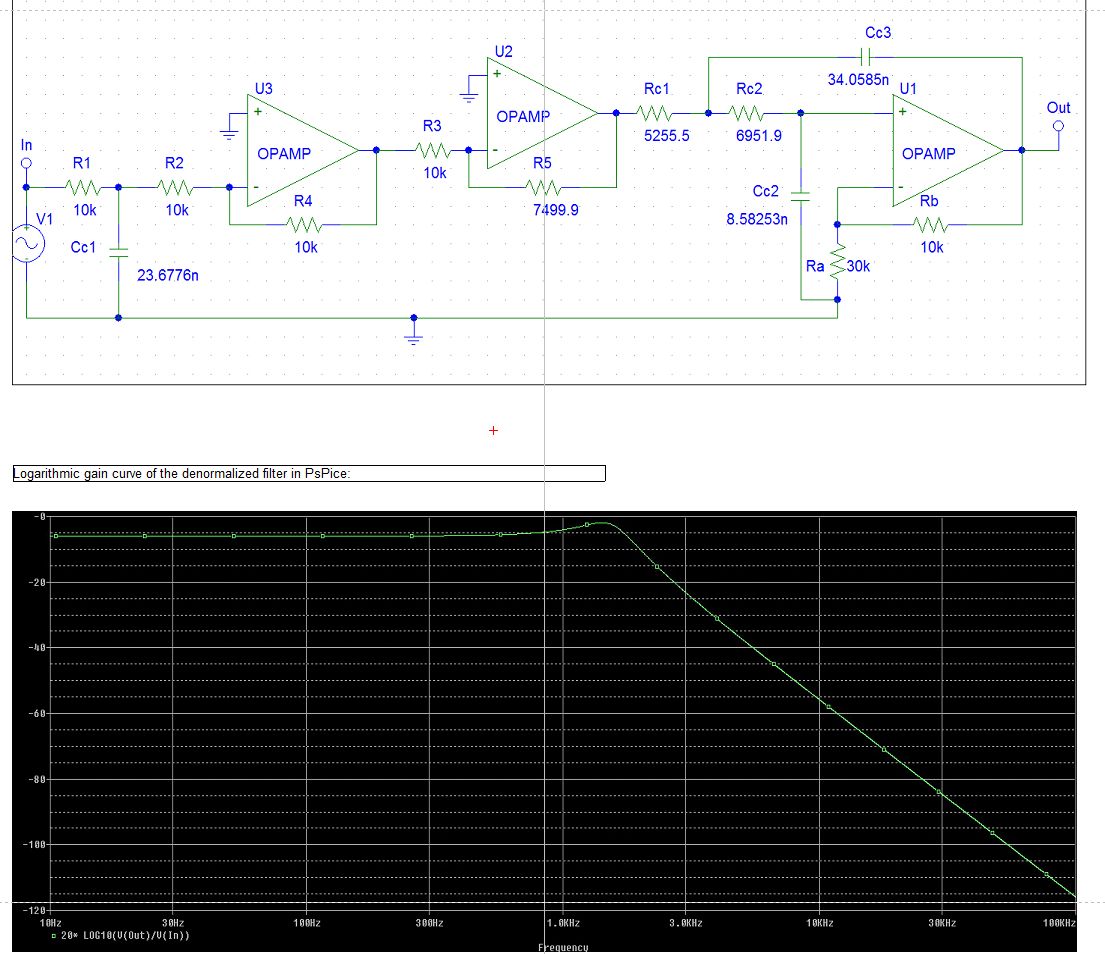 Cc3
U2
34.0585n
+
U3
Rc1
Rc2
U1
+
+
Out
OPAMP
R3
5255.5
6951.9
In
OPAMP
-
OPAMP
R1
R2
R5
-
-
10k
Cc2
10k
10k
R4
7499.9
8.58253n
Rb
V1
Cc1
10k
10k
23.6776n
Ra
30k
Logarithmic gain curve of the denormalized filter in PsPice:
-0
-20
-40
-60
-80
-100
-120
10Hz 30Hz 100Hz 300Hz 1.0KHz 3.0KHz 10KHz 30KHz 100KHz
20* LOG10(V(Out)/V(In))
Frequency